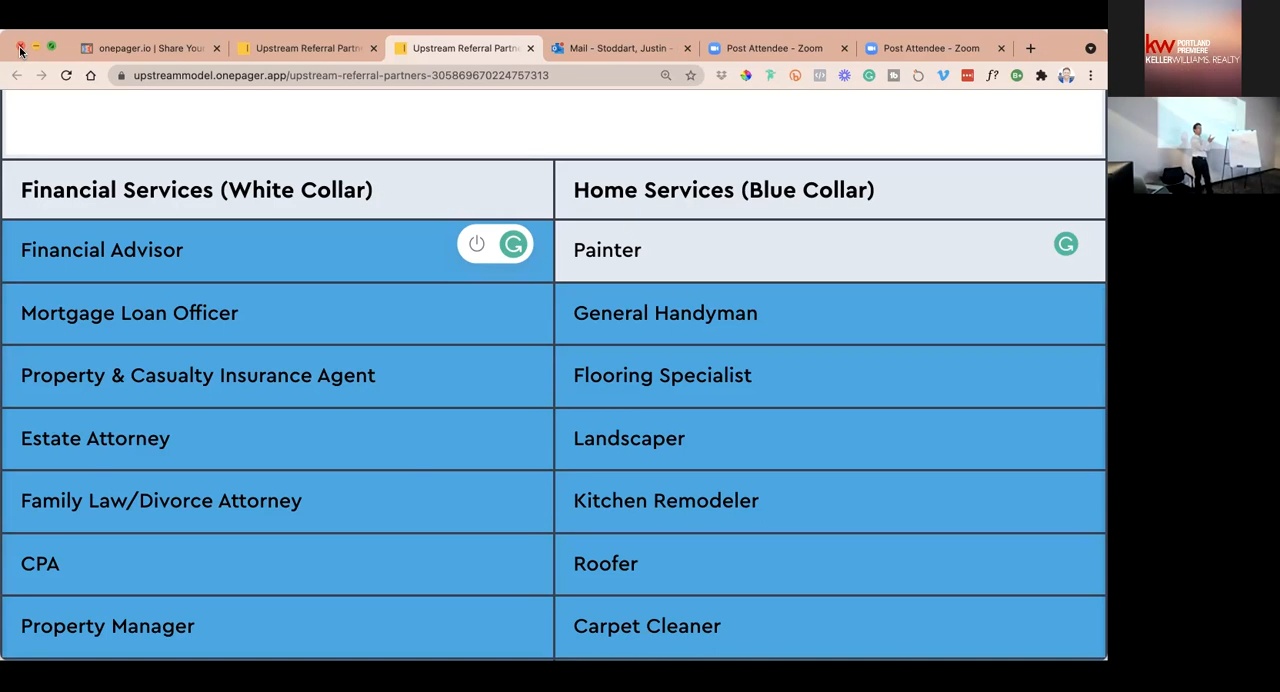 onepager.io | Share You
Upstream Referral Partn
Upstream Referral Partn
Mail - Stoddart, Justin -
Post Attendee - Zoom
Post Attendee - Zoom
upstreammodel.onepager.app/upstream-referral-partners-305869670224757313
kw PORTLAND
PREMIERE
KELLERWILLIAMS. REALTY
Financial Services (White Collar)
Home Services (Blue Collar)
Financial Advisor
Painter
Mortgage Loan Officer
General Handyman
Property & Casualty Insurance Agent
Flooring Specialist
Estate Attorney
Landscaper
Family Law/Divorce Attorney
Kitchen Remodeler
CPA
Roofer
Property Manager
Carpet Cleaner